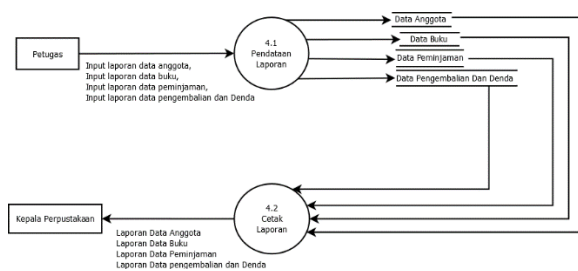 Petugas
Input laporan data anggota,
Input laporan data buku,
Input laporan data peminjaman,
Input laporan data pengembalian dan Denda
4.1
Pendataan
Laporan
Data Anggota
Data Buku
Data Peminjaman
Data Pengembalian Dan Denda
Kepala Perpustakaan
Laporan Data Anggota
Laporan Data Buku
Laporan Data Peminjaman
Laporan Data pengembalian dan Denda
4.2
Cetak
Laporan